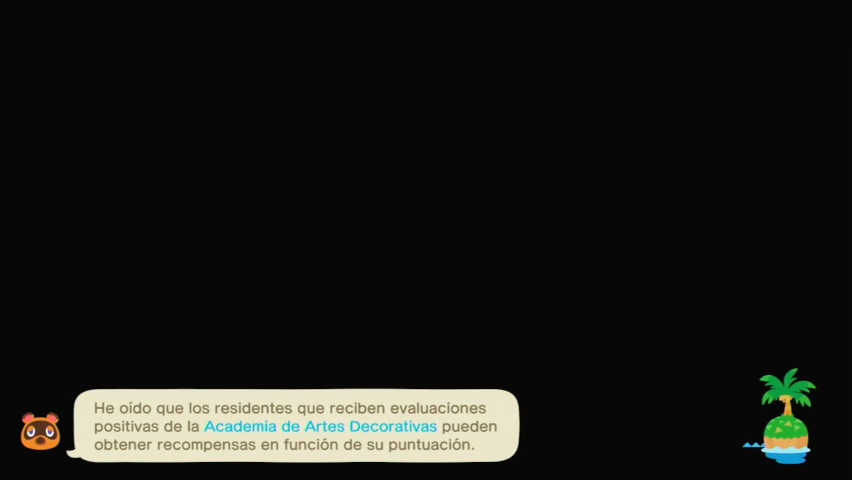 He oído que los residentes que reciben evaluaciones
positivas de la Academia de Artes Decorativas pueden
obtener recompensas en función de su puntuación.